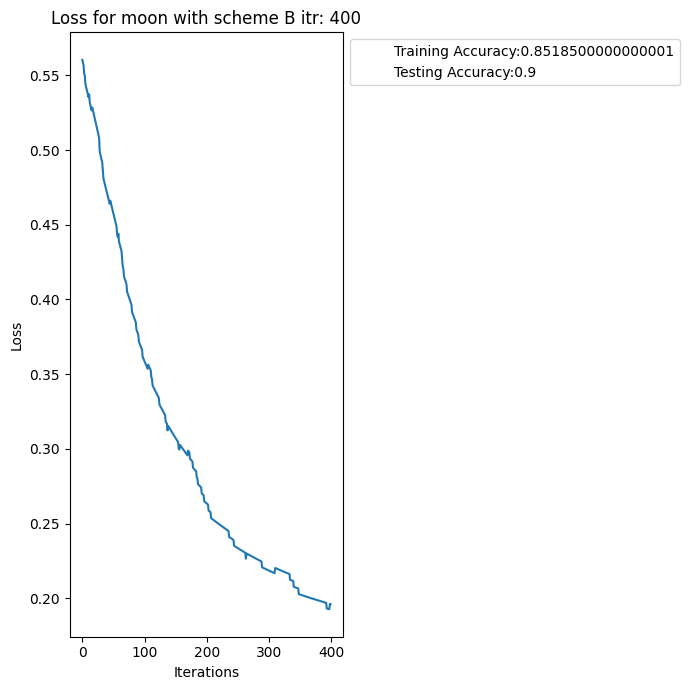 Loss for moon with scheme B itr: 400
Training Accuracy:0.8518500000000001
Testing Accuracy:0.9
Loss
0.55
0.50
0.45
0.40
0.35
0.30
0.25
0.20
0 100 200 300 400
Iterations